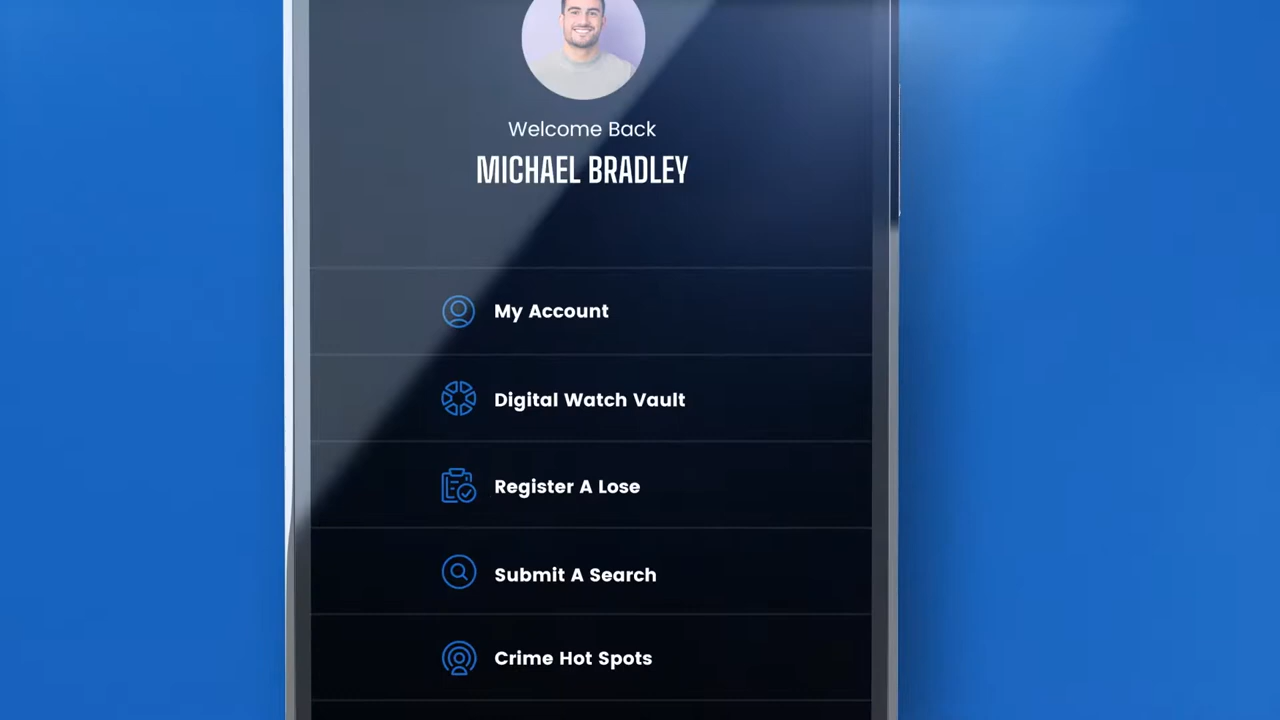 Welcome Back
MICHAEL BRADLEY
My Account
Digital Watch Vault
Register A Lose
Submit A Search
Crime Hot Spots